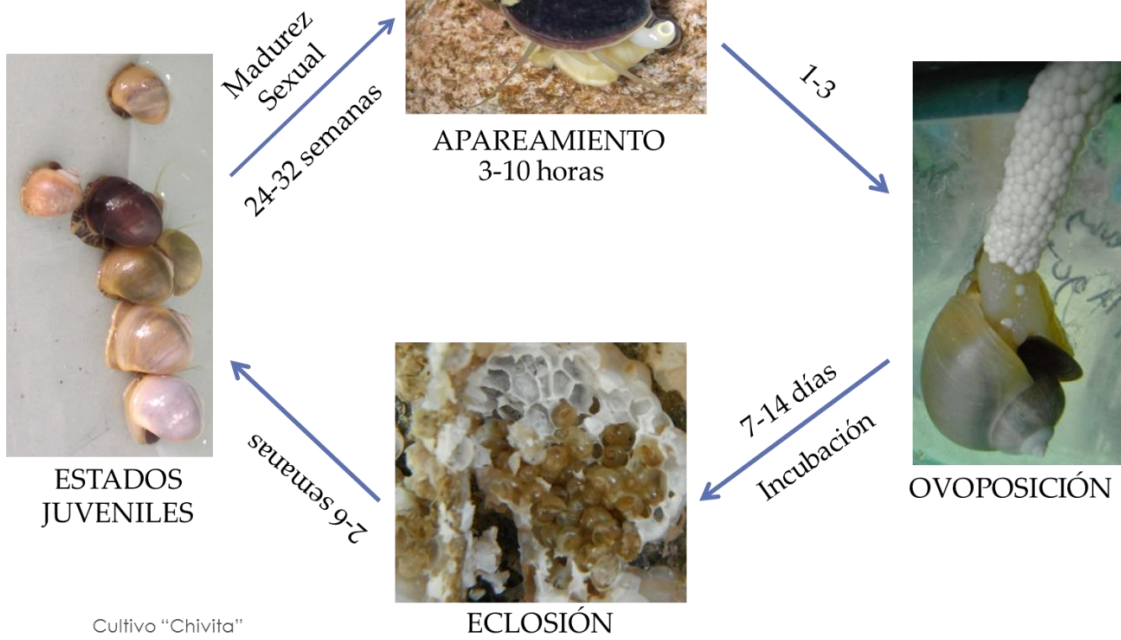 Madurez
Sexual
24-32 semanas
APAREAMIENTO
3-10 horas
1-3
OVOPOSICIÓN
7-14 días
Incubación
ECLOSIÓN
2-6 semanas
ESTADOS
JUVENILES
Cultivo “Chivita”